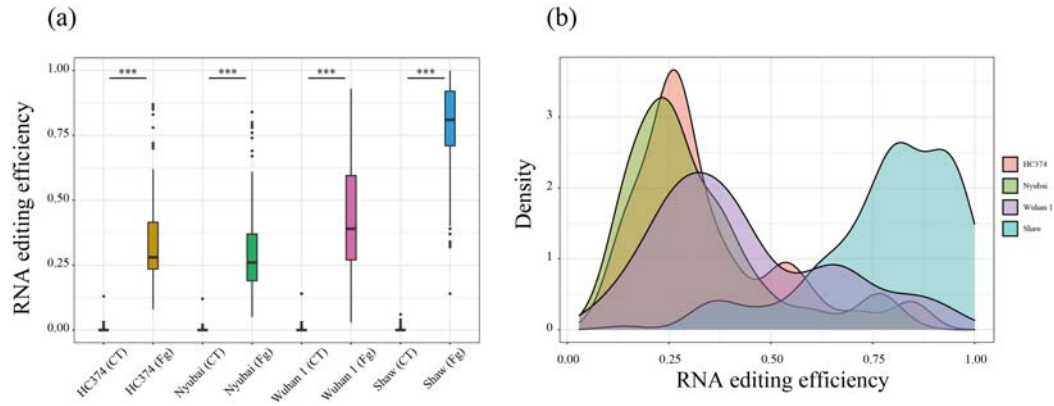 (a)
(b)
RNA editing efficiency
1.00
0.75
0.50
0.25
0.00
*** *** *** ***
HC374 (CT)
HC374 (Fg)
Nyubai (CT)
Nyubai (Fg)
Wuhan 1 (CT)
Wuhan 1 (Fg)
Shaw (CT)
Shaw (Fg)
Density
3
2
1
0
0.00 0.25 0.50 0.75 1.00
RNA editing efficiency
HC374
Nyubai
Wuhan 1
Shaw